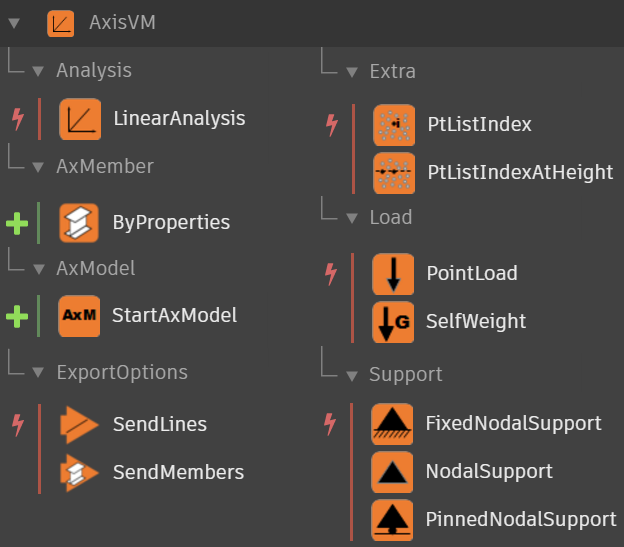 AxisVM
Analysis
LinearAnalysis
AxMember
ByProperties
AxModel
AxM
StartAxModel
ExportOptions
SendLines
SendMembers
Extra
i
PtListIndex
PtListIndexAtHeight
Load
PointLoad
G
SelfWeight
Support
FixedNodalSupport
NodalSupport
PinnedNodalSupport